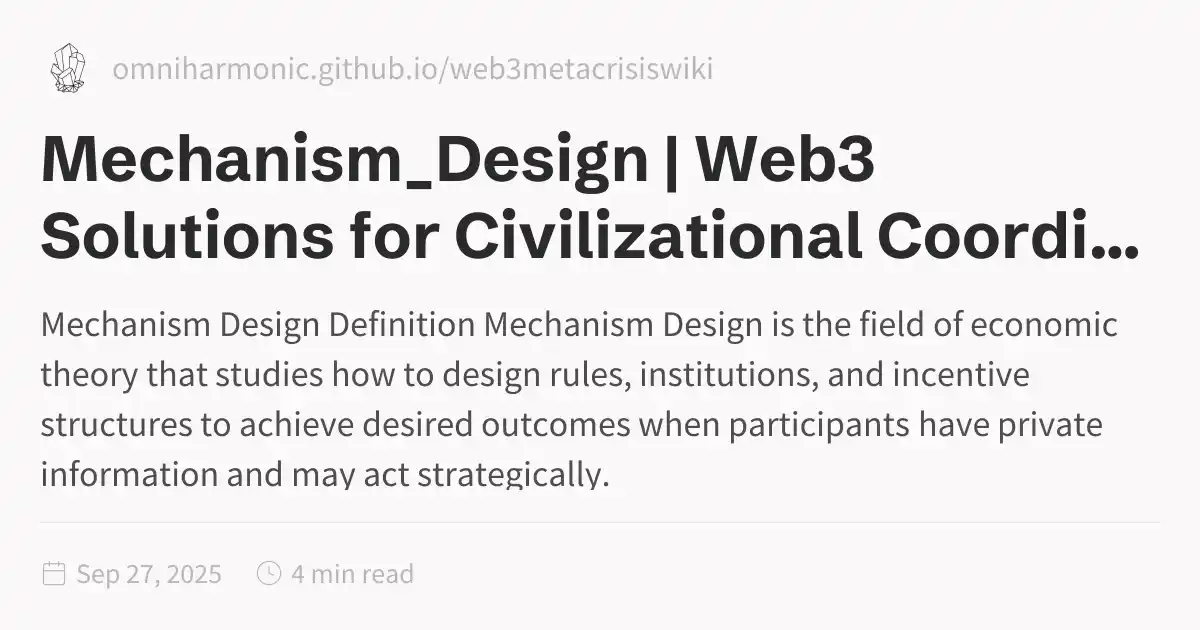 omniharmonic.github.io/web3metacrisiswiki
Mechanism_Design | Web3
Solutions for Civilizational Coordi...
Mechanism Design Definition Mechanism Design is the field of economic
theory that studies how to design rules, institutions, and incentive
structures to achieve desired outcomes when participants have private
information and may act strategically.
Sep 27, 2025 4 min read